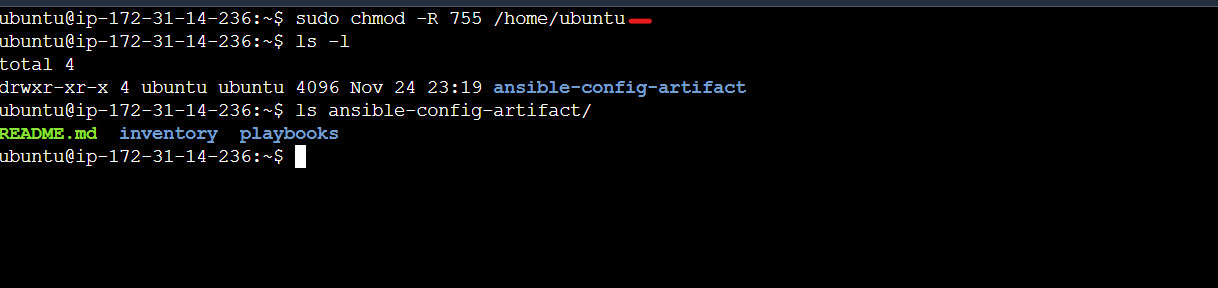 ubuntu@ip-172-31-14-236:~$ sudo chmod -R 755 /home/ubuntu
ubuntu@ip-172-31-14-236:~$ ls -l
total 4
drwxr-xr-x 4 ubuntu ubuntu 4096 Nov 24 23:19 ansible-config-artifact
ubuntu@ip-172-31-14-236:~$ ls ansible-config-artifact/
README.md  inventory  playbooks
ubuntu@ip-172-31-14-236:~$